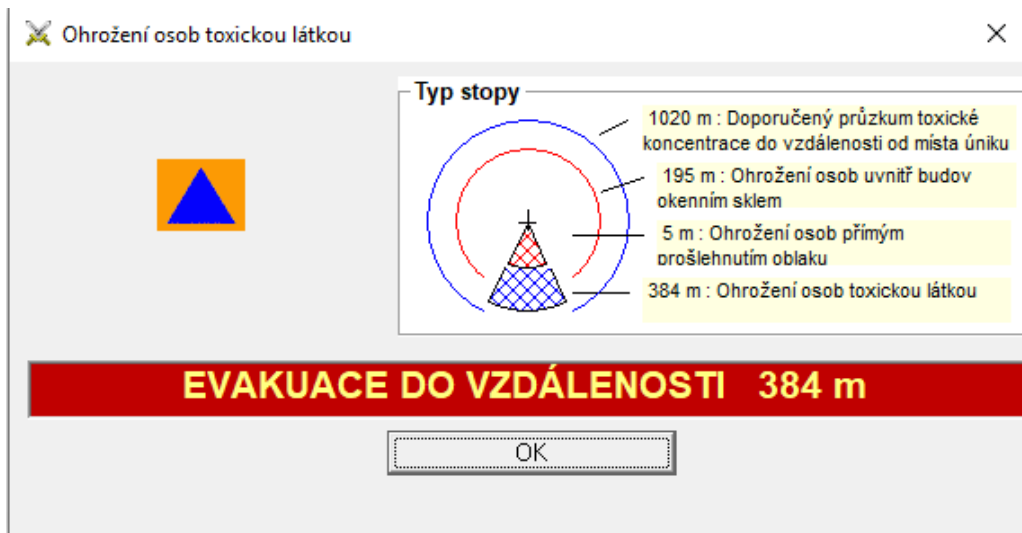 Ohrožení osob toxickou látkou
Typ stopy
1020 m : Doporučený průzkum toxické
koncentrace do vzdálenosti od místa úniku
195 m : Ohrožení osob uvnitř budov
okenním sklem
5 m : Ohrožení osob přímým
prošlehnutím oblaku
384 m : Ohrožení osob toxickou látkou
EVAKUACE DO VZDÁLENOSTI 384 m
OK